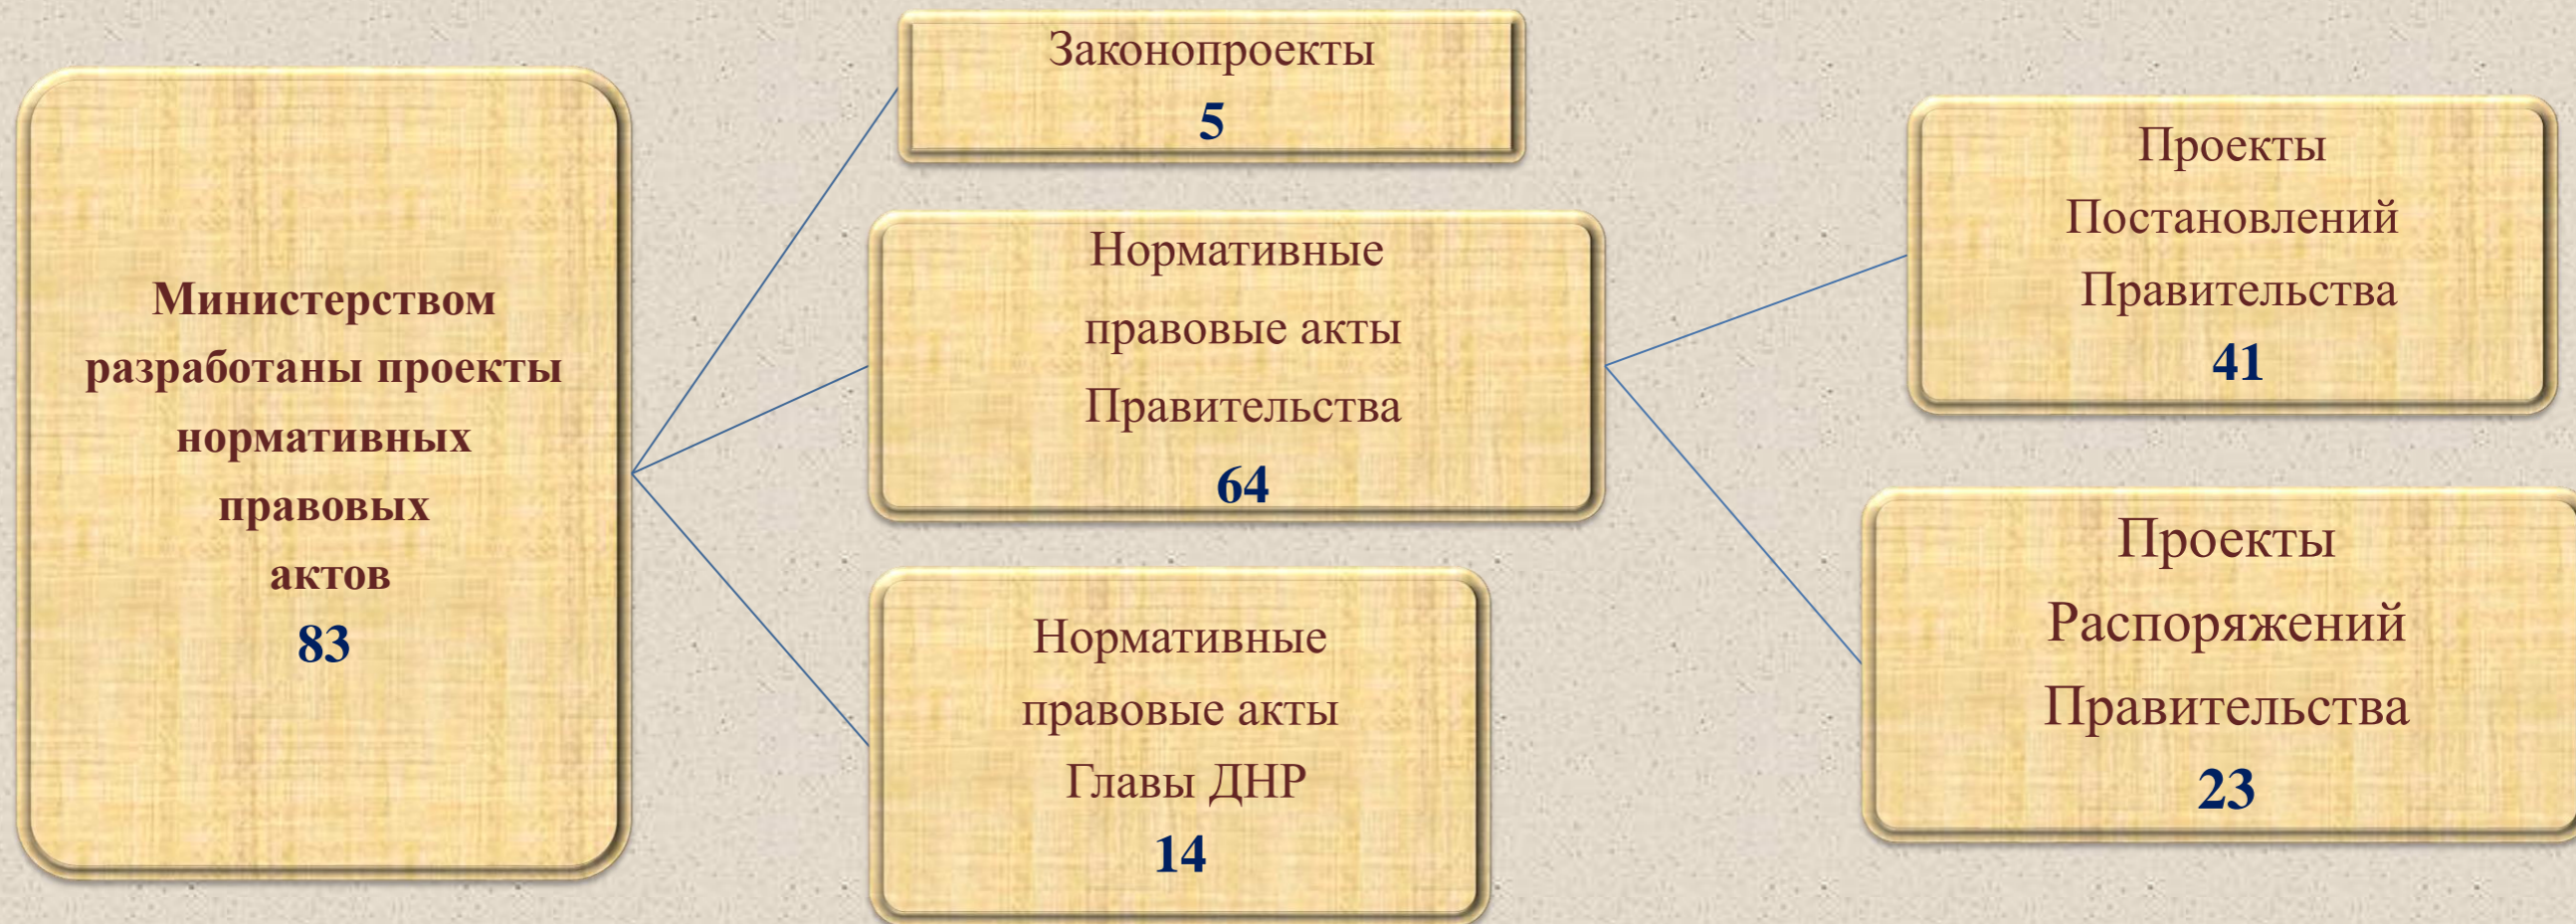 Министерством
разработаны проекты
нормативных
правовых
актов
83
Законопроекты
5
Нормативные
правовые акты
Правительства
64
Нормативные
правовые акты
Главы ДНР
14
Проекты
Постановлений
Правительства
41
Проекты
Распоряжений
Правительства
23